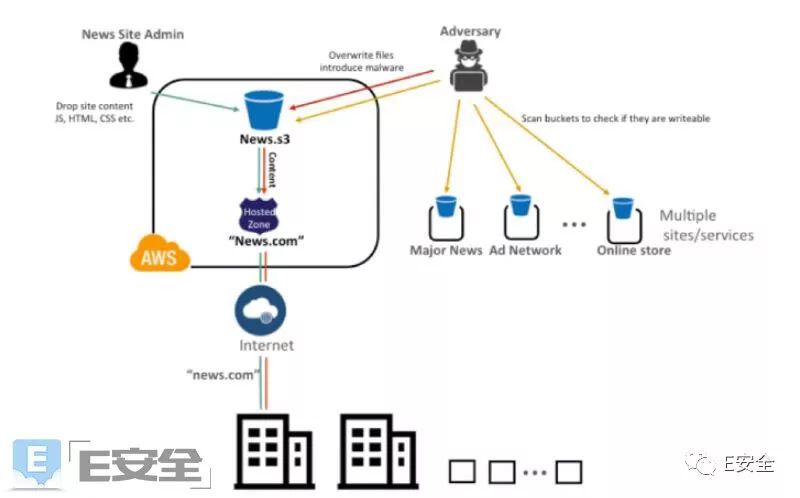 News Site Admin
Adversary
Overwrite files
introduce malware
Drop site content
JS, HTML, CSS etc.
Scan buckets to check if they are writeable
News.s3
Content
Hosted
Zone
“News.com”
AWS
Major News
Ad Network
Online store
Multiple
sites/services
Internet
“news.com”
E
E安全
E安全